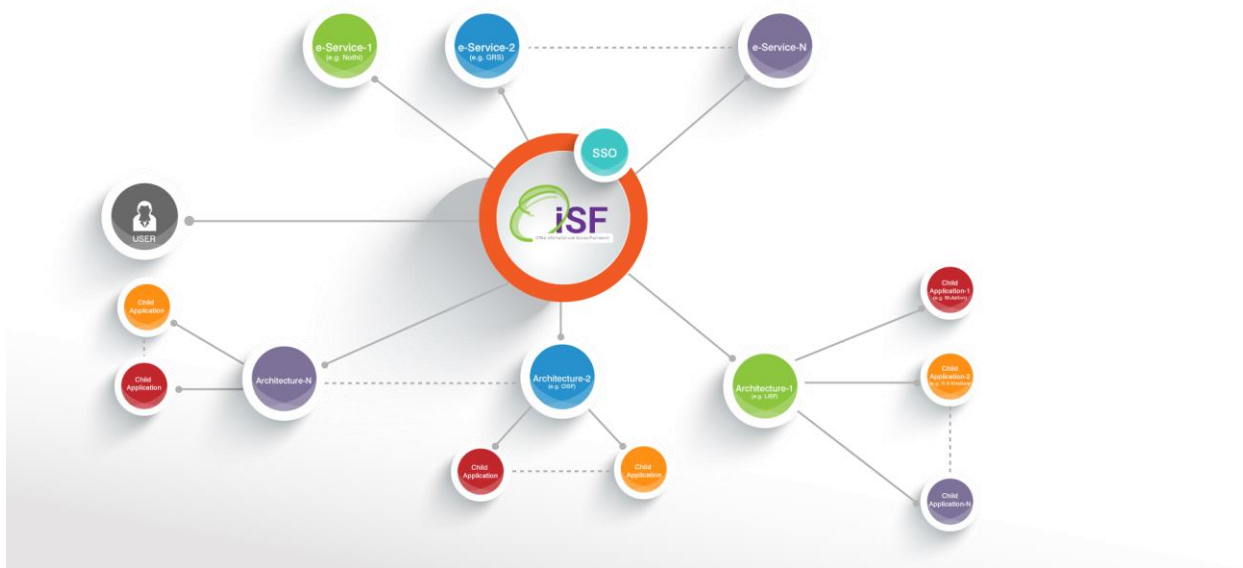 e-Service-1
(e.g. Nothi)
e-Service-2
(e.g. GRS)
e-Service-N
SSO
iSF
USER
Child
Application
Child
Application
Architecture-N
Architecture-2
(e.g. OISF)
Architecture-1
(e.g. LISF)
Child
Application-1
(e.g. Mutation)
Child
Application-2
Child
Application-N
Child
Application
Child
Application